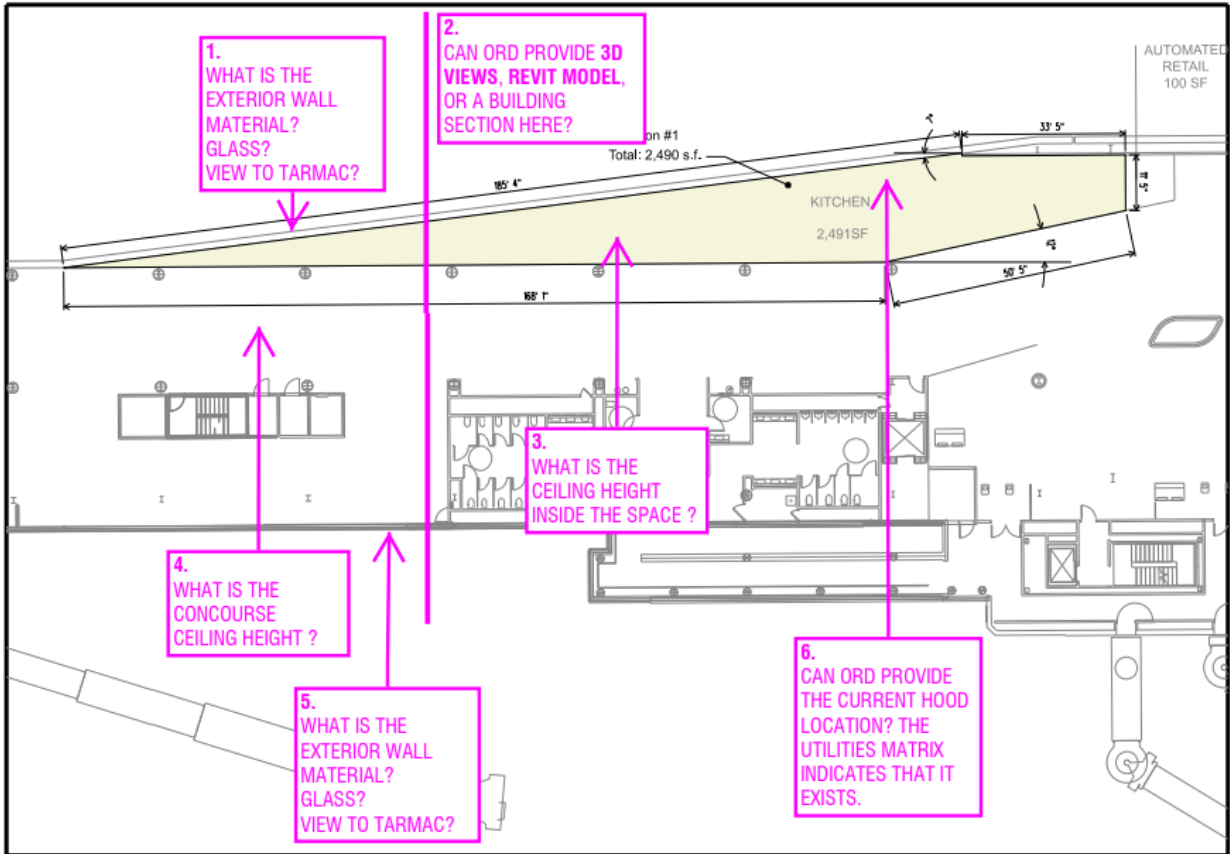 1.
WHAT IS THE
EXTERIOR WALL
MATERIAL?
GLASS?
VIEW TO TARMAC?
2.
CAN ORD PROVIDE 3D
VIEWS, REVIT MODEL,
OR A BUILDING
SECTION HERE?
AUTOMATED
RETAIL
100 SF
on #1
Total: 2,490 s.f.
33' 5"
185' 4"
11' 5"
KITCHEN
2,491SF
50' 5"
168' 1"
3.
WHAT IS THE
CEILING HEIGHT
INSIDE THE SPACE ?
4.
WHAT IS THE
CONCOURSE
CEILING HEIGHT ?
5.
WHAT IS THE
EXTERIOR WALL
MATERIAL?
GLASS?
VIEW TO TARMAC?
6.
CAN ORD PROVIDE
THE CURRENT HOOD
LOCATION? THE
UTILITIES MATRIX
INDICATES THAT IT
EXISTS.